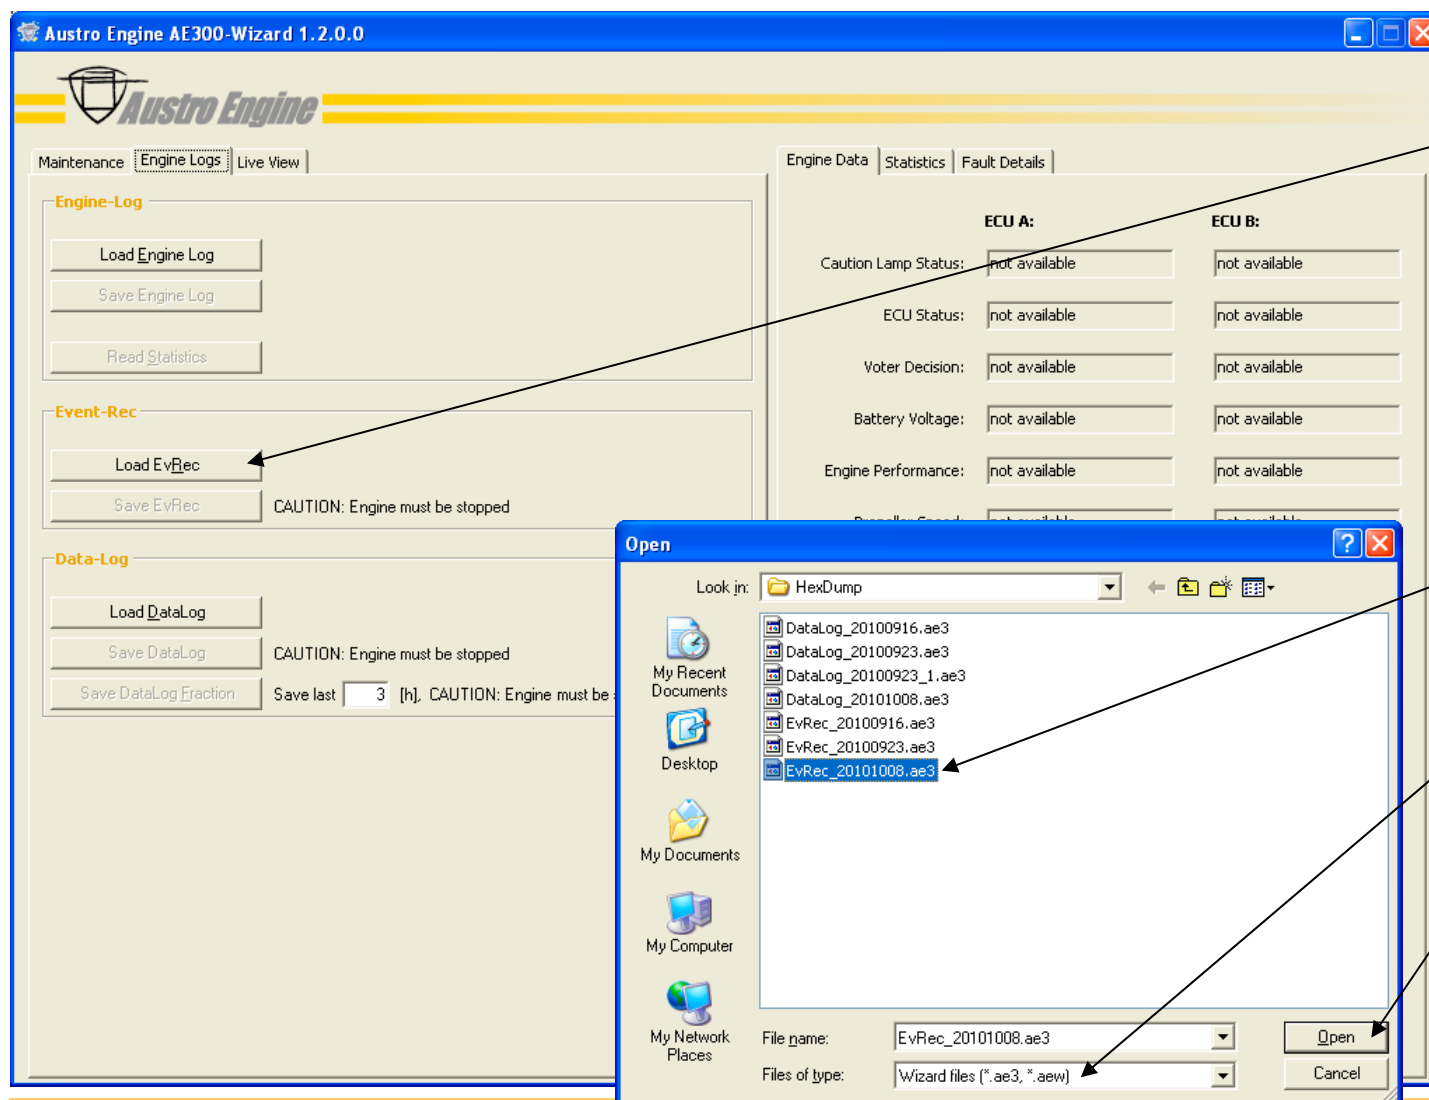 Austro Engine AE300-Wizard 1.2.0.0
Austro Engine
Maintenance Engine Logs Live View
Engine Data Statistics Fault Details
Engine-Log
Load Engine Log
Save Engine Log
Read Statistics
Event-Rec
Load EvRec
Save EvRec CAUTION: Engine must be stopped
Data-Log
Load DataLog
Save DataLog CAUTION: Engine must be stopped
Save DataLog Fraction Save last 3 [h], CAUTION: Engine must be
ECU A: ECU B:
Caution Lamp Status: not available not available
ECU Status: not available not available
Voter Decision: not available not available
Battery Voltage: not available not available
Engine Performance: not available not available
Open
Look in: HexDump
My Recent
Documents
Desktop
My Documents
My Computer
My Network
Places
DataLog_20100916.ae3
DataLog_20100923.ae3
DataLog_20100923_1.ae3
DataLog_20101008.ae3
EvRec_20100916.ae3
EvRec_20100923.ae3
EvRec_20101008.ae3
File name: EvRec_20101008.ae3 Open
Files of type: Wizard files (*.ae3, *.aew) Cancel